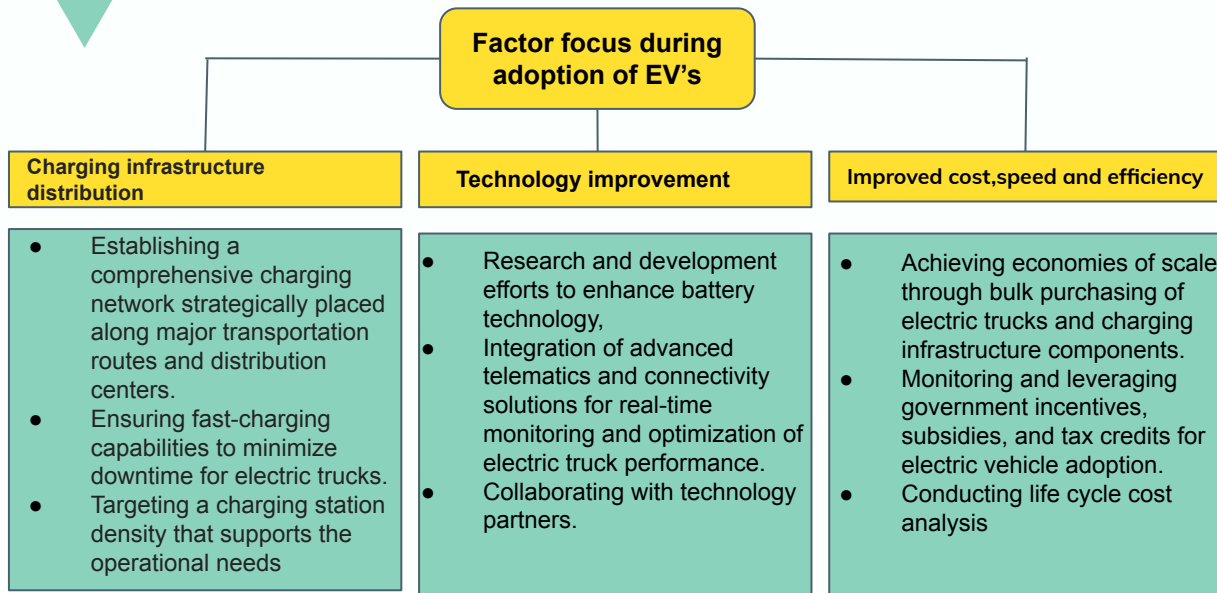 Factor focus during
adoption of EV’s
Charging infrastructure
distribution
● Establishing a
comprehensive charging
network strategically placed
along major transportation
routes and distribution
centers.
● Ensuring fast-charging
capabilities to minimize
downtime for electric trucks.
● Targeting a charging station
density that supports the
operational needs
Technology improvement
● Research and development
efforts to enhance battery
technology,
● Integration of advanced
telematics and connectivity
solutions for real-time
monitoring and optimization of
electric truck performance.
● Collaborating with technology
partners.
Improved cost,speed and efficiency
● Achieving economies of scale
through bulk purchasing of
electric trucks and charging
infrastructure components.
● Monitoring and leveraging
government incentives,
subsidies, and tax credits for
electric vehicle adoption.
● Conducting life cycle cost
analysis